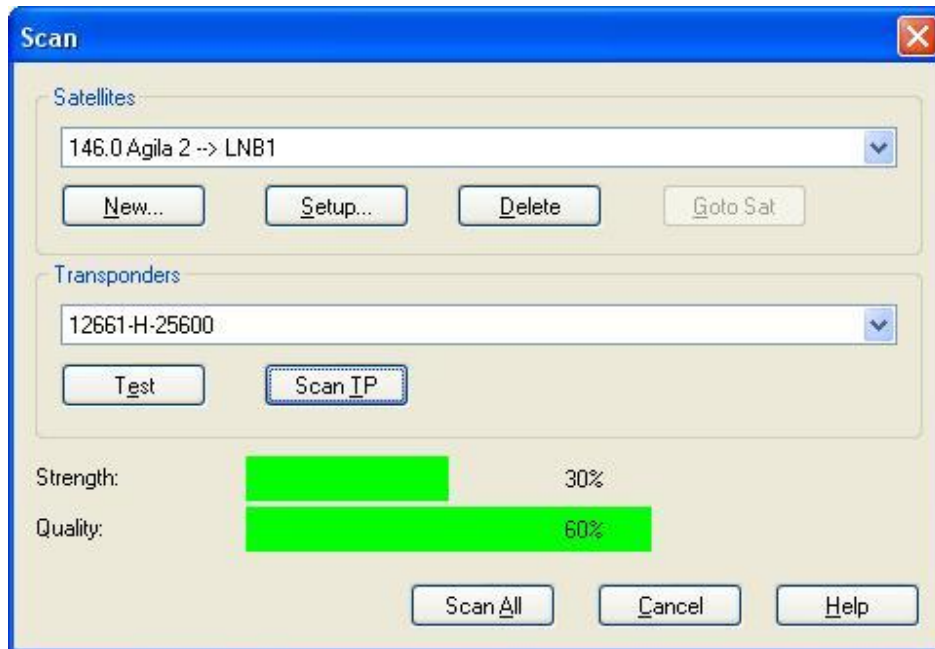 Scan
Satellites
146.0 Agila 2 --> LNB1
New... Setup... Delete Goto Sat
Transponders
12661-H-25600
Test Scan TP
Strength: 30%
Quality: 60%
Scan All Cancel Help